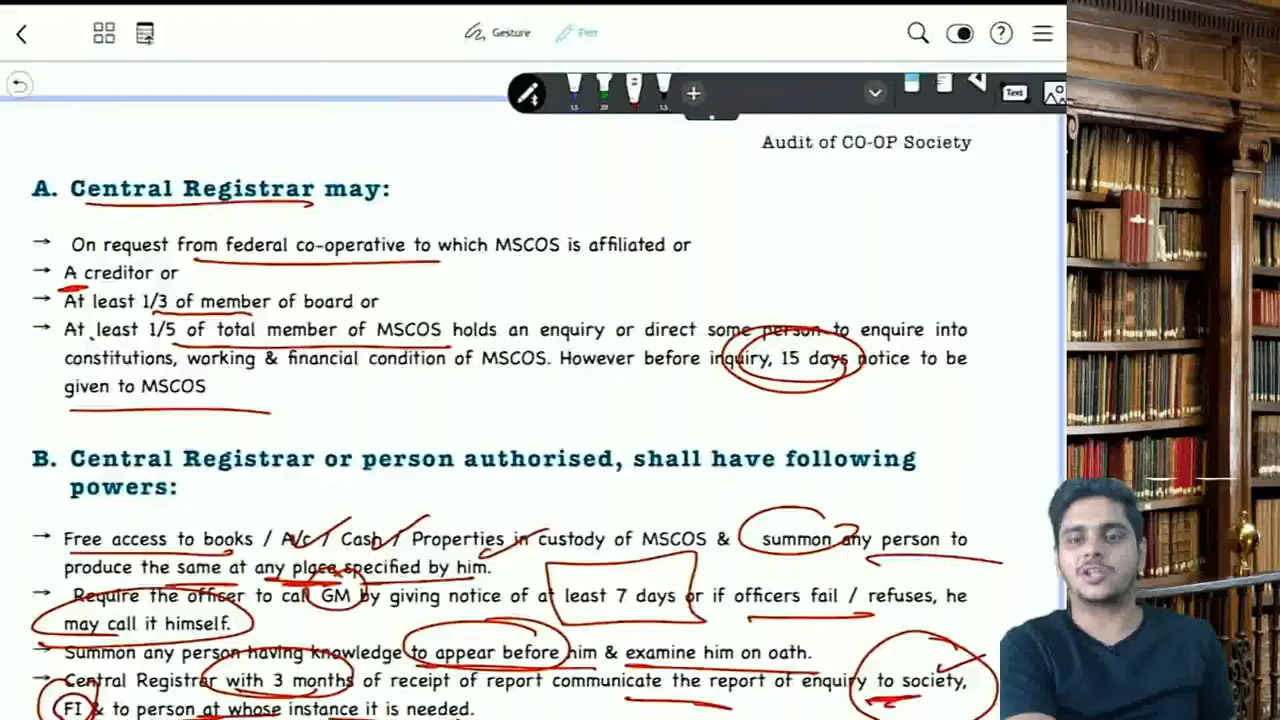 Gesture Pen
Text
Audit of CO-OP Society
A. Central Registrar may:
→ On request from federal co-operative to which MSCOS is affiliated or
→ A creditor or
→ At least 1/3 of member of board or
→ At least 1/5 of total member of MSCOS holds an enquiry or direct some person to enquire into
constitutions, working & financial condition of MSCOS. However before inquiry, 15 days notice to be
given to MSCOS
B. Central Registrar or person authorised, shall have following
powers:
→ Free access to books / A/c / Cash / Properties in custody of MSCOS & summon any person to
produce the same at any place specified by him.
→ Require the officer to call GM by giving notice of at least 7 days or if officers fail / refuses, he
may call it himself.
→ Summon any person having knowledge to appear before him & examine him on oath.
→ Central Registrar with 3 months of receipt of report communicate the report of enquiry to society,
FI & to person at whose instance it is needed.